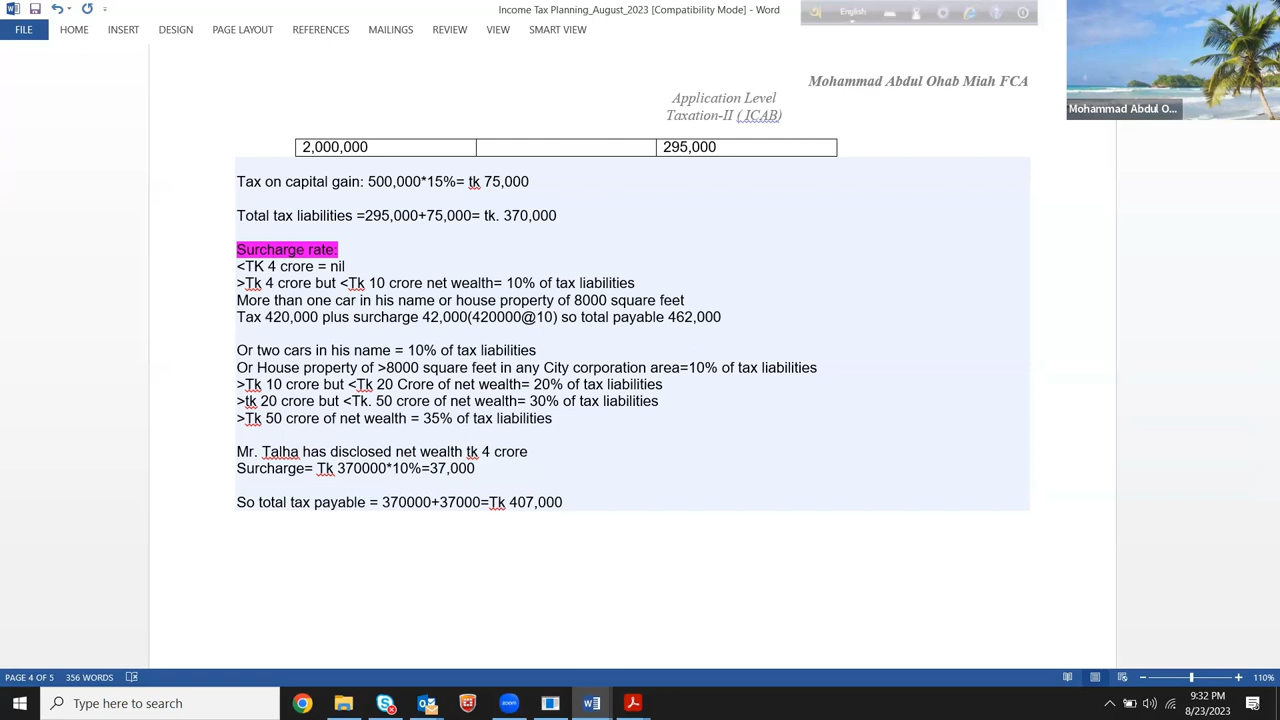 Income Tax Planning_August_2023 [Compatibility Mode] - Word
English
FILE HOME INSERT DESIGN PAGE LAYOUT REFERENCES MAILINGS REVIEW VIEW SMART VIEW
Mohammad Abdul O...
Mohammad Abdul Ohab Miah FCA
Application Level
Taxation-II ( ICAB)
2,000,000 295,000
Tax on capital gain: 500,000*15%= tk 75,000
Total tax liabilities =295,000+75,000= tk. 370,000
Surcharge rate:
<TK 4 crore = nil
>Tk 4 crore but <Tk 10 crore net wealth= 10% of tax liabilities
More than one car in his name or house property of 8000 square feet
Tax 420,000 plus surcharge 42,000(420000@10) so total payable 462,000
Or two cars in his name = 10% of tax liabilities
Or House property of >8000 square feet in any City corporation area=10% of tax liabilities
>Tk 10 crore but <Tk 20 Crore of net wealth= 20% of tax liabilities
>tk 20 crore but <Tk. 50 crore of net wealth= 30% of tax liabilities
>Tk 50 crore of net wealth = 35% of tax liabilities
Mr. Talha has disclosed net wealth tk 4 crore
Surcharge= Tk 370000*10%=37,000
So total tax payable = 370000+37000=Tk 407,000
PAGE 4 OF 5 356 WORDS 110%
Type here to search
zoom
9:32 PM
8/23/2023